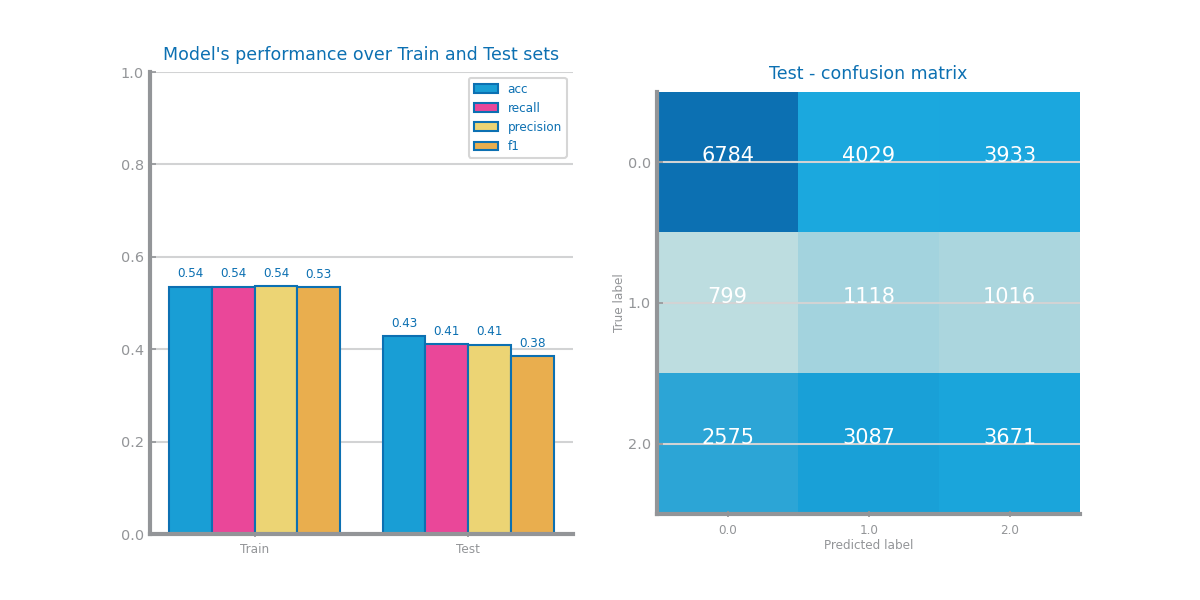 Model's performance over Train and Test sets
1.0
0.8
0.6
0.4
0.2
0.0
acc
recall
precision
f1
0.54 0.54 0.54 0.53
0.43 0.41 0.41 0.38
Train Test
Test - confusion matrix
True label
0.0 6784 4029 3933
1.0 799 1118 1016
2.0 2575 3087 3671
0.0 1.0 2.0
Predicted label